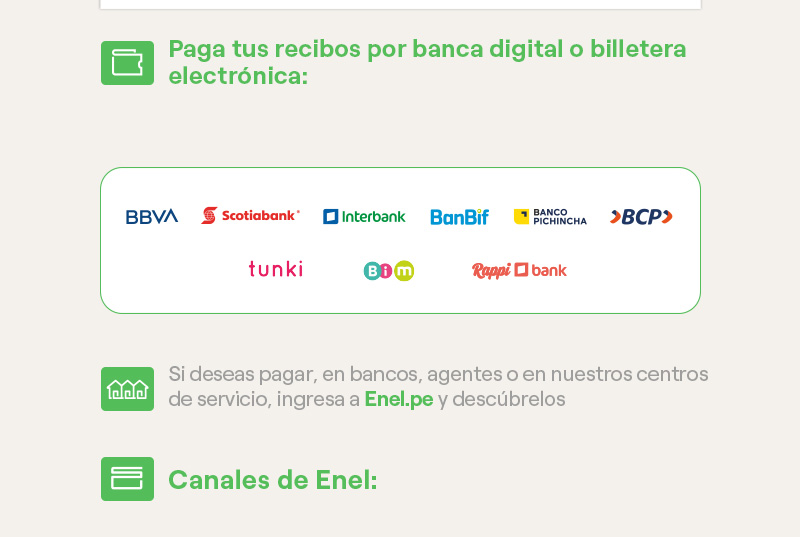 Paga tus recibos por banca digital o billetera
electrónica:
BBVA Scotiabank Interbank BanBif BANCO PICHINCHA BCP
tunki Bim Rappi bank
Si deseas pagar, en bancos, agentes o en nuestros centros
de servicio, ingresa a Enel.pe y descúbrelos
Canales de Enel: